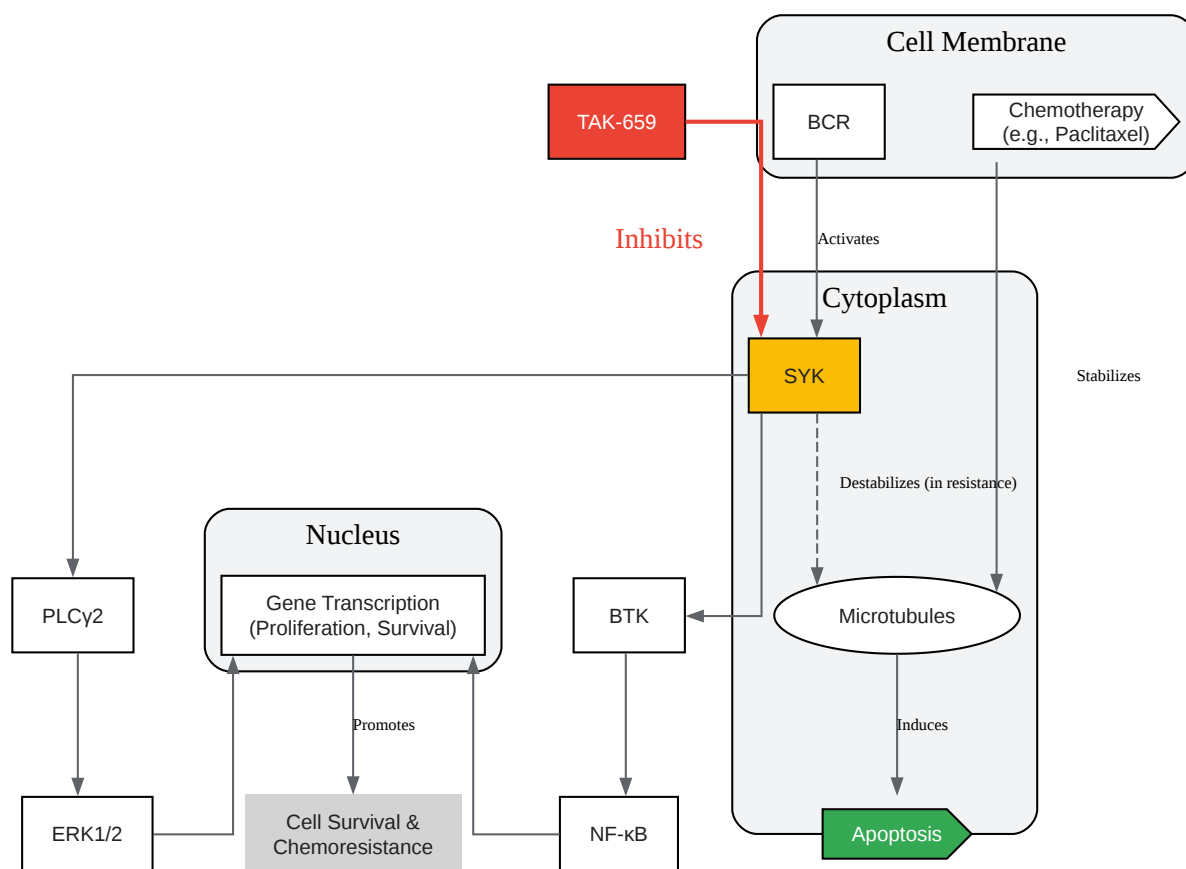 Cell Membrane
TAK-659
BCR
Chemotherapy
(e.g., Paclitaxel)
Inhibits
Activates
Cytoplasm
SYK
Stabilizes
Destabilizes (in resistance)
Nucleus
PLCγ2
Gene Transcription
(Proliferation, Survival)
BTK
Microtubules
Promotes
Induces
ERK1/2
Cell Survival &
Chemoresistance
NF-κB
Apoptosis